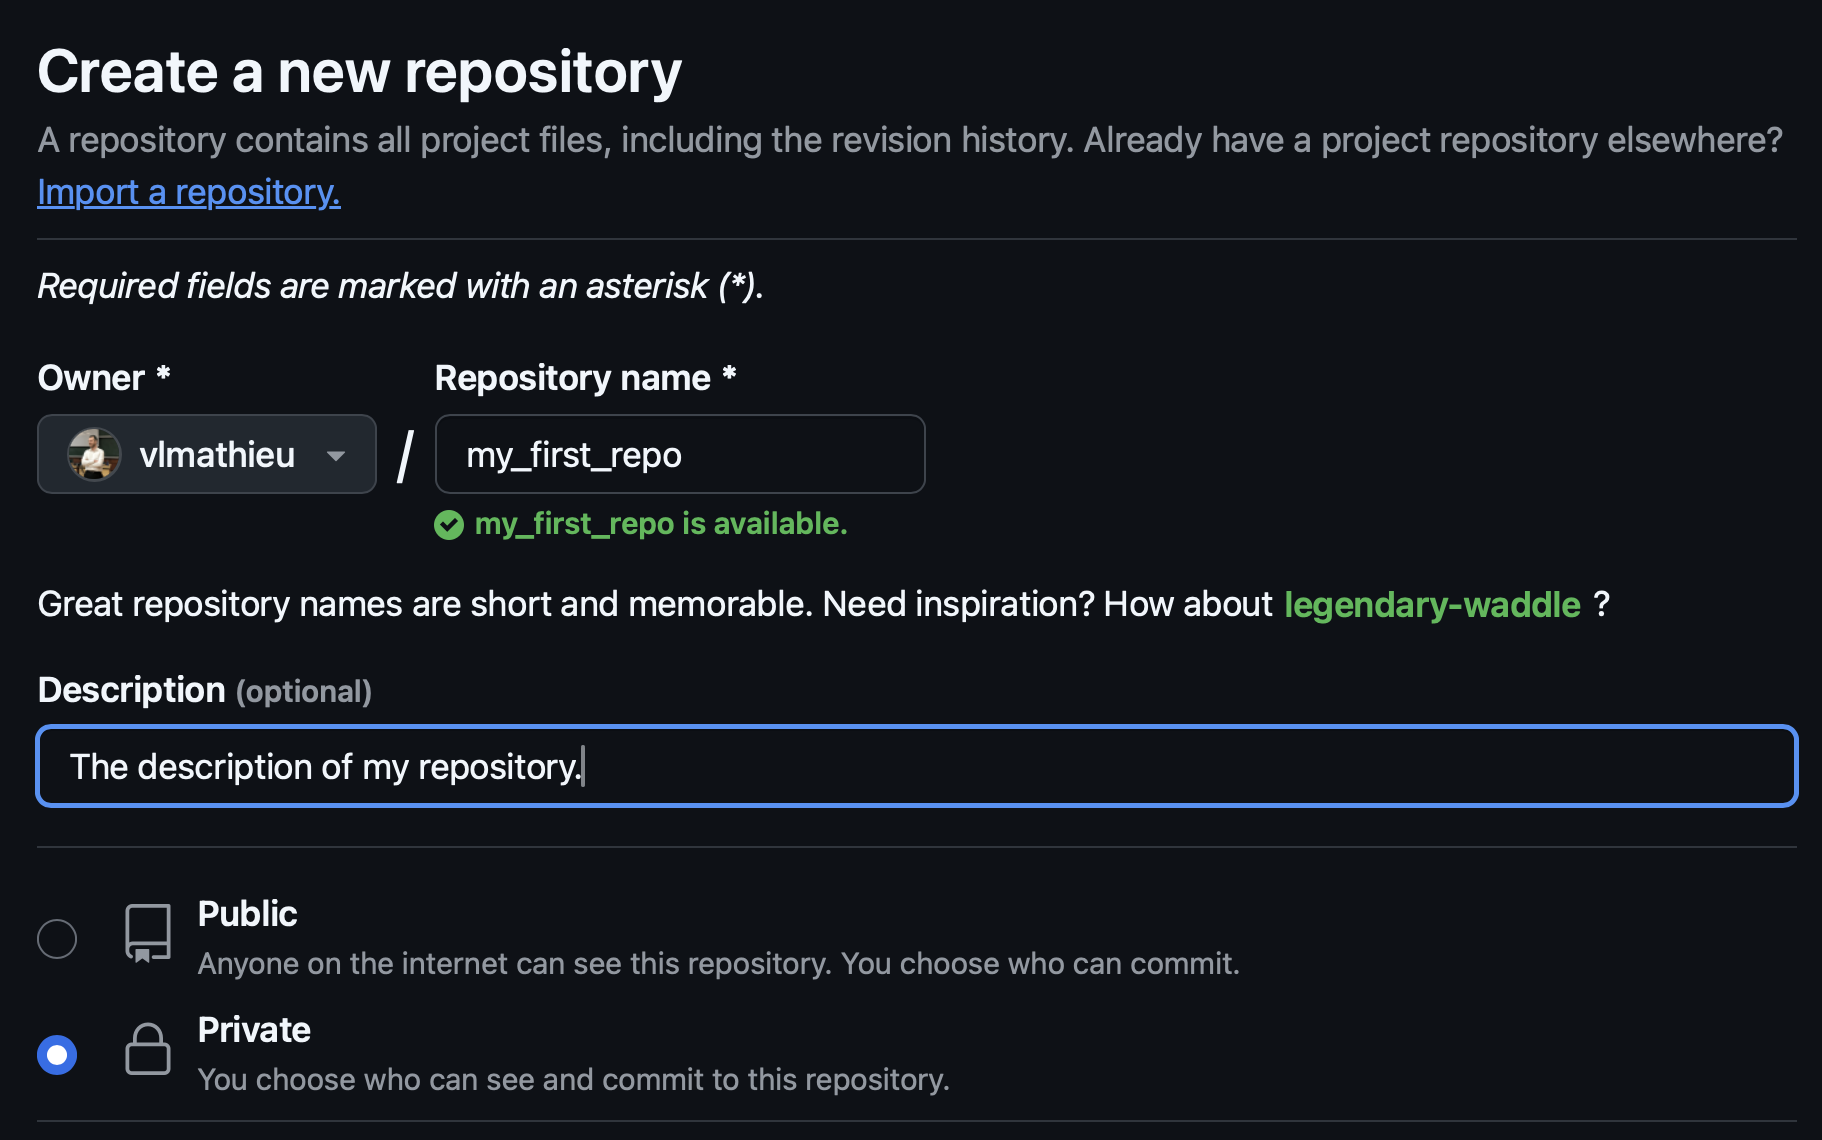 Create a new repository
A repository contains all project files, including the revision history. Already have a project repository elsewhere?
Import a repository.
Required fields are marked with an asterisk (*).
Owner *
Repository name *
vlmathieu
/
my_first_repo
my_first_repo is available.
Great repository names are short and memorable. Need inspiration? How about legendary-waddle ?
Description (optional)
The description of my repository.
Public
Anyone on the internet can see this repository. You choose who can commit.
Private
You choose who can see and commit to this repository.